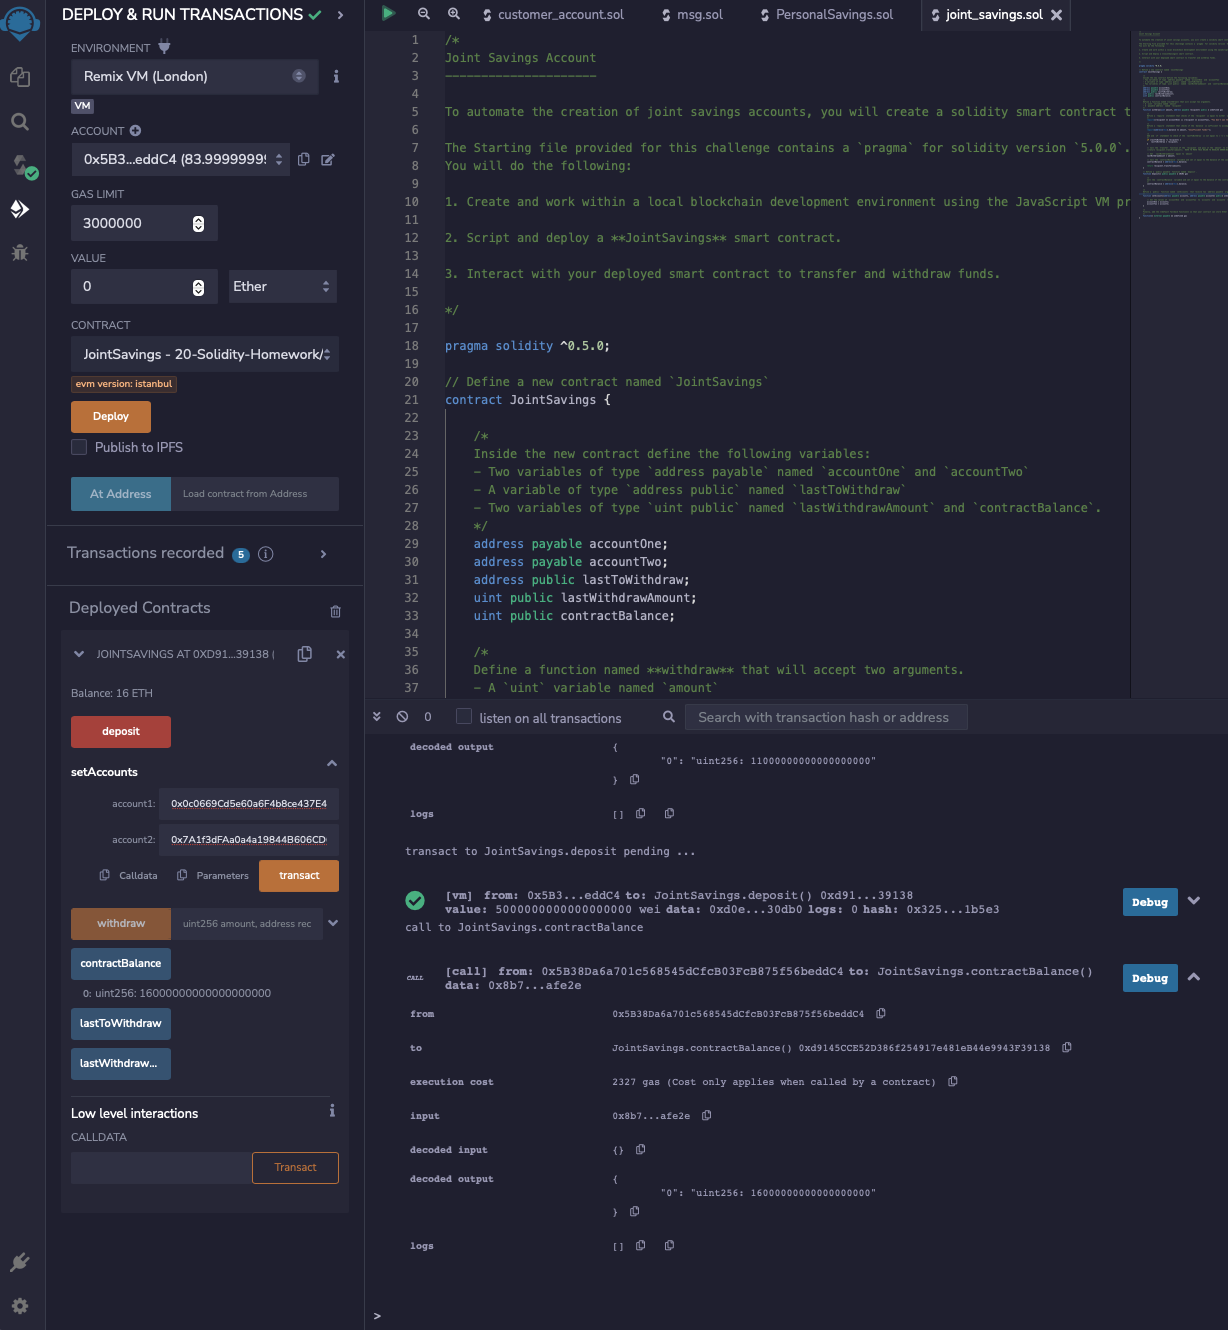 DEPLOY & RUN TRANSACTIONS
ENVIRONMENT
Remix VM (London)
VM
ACCOUNT
0x5B3...eddC4 (83.9999999
GAS LIMIT
3000000
VALUE
0
Ether
CONTRACT
JointSavings - 20-Solidity-Homework/
evm version: istanbul
Deploy
Publish to IPFS
At Address
Load contract from Address
Transactions recorded 5
Deployed Contracts
JOINTSAVINGS AT 0XD91...39138 (
Balance: 16 ETH
deposit
setAccounts
account1: 0x0c0669Cd5e60a6F4b8ce437E4
account2: 0x7A1f3dFAa0a4a19844B606CD
Calldata
Parameters
transact
withdraw
uint256 amount, address rec
contractBalance
0: uint256: 16000000000000000000
lastToWithdraw
lastWithdraw...
Low level interactions
CALLDATA
Transact
customer_account.sol
msg.sol
PersonalSavings.sol
joint_savings.sol
1 /*
2 Joint Savings Account
3 ---------------------
4
5 To automate the creation of joint savings accounts, you will create a solidity smart contract t
6
7 The Starting file provided for this challenge contains a `pragma` for solidity version `5.0.0`.
8 You will do the following:
9
10 1. Create and work within a local blockchain development environment using the JavaScript VM pr
11
12 2. Script and deploy a **JointSavings** smart contract.
13
14 3. Interact with your deployed smart contract to transfer and withdraw funds.
15
16 */
17
18 pragma solidity ^0.5.0;
19
20 // Define a new contract named `JointSavings`
21 contract JointSavings {
22
23 /*
24 Inside the new contract define the following variables:
25 - Two variables of type `address payable` named `accountOne` and `accountTwo`
26 - A variable of type `address public` named `lastToWithdraw`
27 - Two variables of type `uint public` named `lastWithdrawAmount` and `contractBalance`.
28 */
29 address payable accountOne;
30 address payable accountTwo;
31 address public lastToWithdraw;
32 uint public lastWithdrawAmount;
33 uint public contractBalance;
34
35 /*
36 Define a function named **withdraw** that will accept two arguments.
37 - A `uint` variable named `amount`
0
listen on all transactions
Search with transaction hash or address
decoded output {
"0": "uint256: 11000000000000000000"
}
logs []
transact to JointSavings.deposit pending ...
[vm] from: 0x5B3...eddC4 to: JointSavings.deposit() 0xd91...39138
value: 5000000000000000000 wei data: 0xd0e...30db0 logs: 0 hash: 0x325...1b5e3
Debug
call to JointSavings.contractBalance
CALL [call] from: 0x5B38Da6a701c568545dCfcB03FcB875f56beddC4 to: JointSavings.contractBalance()
data: 0x8b7...afe2e
Debug
from 0x5B38Da6a701c568545dCfcB03FcB875f56beddC4
to JointSavings.contractBalance() 0xd9145CCE52D386f254917e481eB44e9943F39138
execution cost 2327 gas (Cost only applies when called by a contract)
input 0x8b7...afe2e
decoded input {}
decoded output {
"0": "uint256: 16000000000000000000"
}
logs []
>